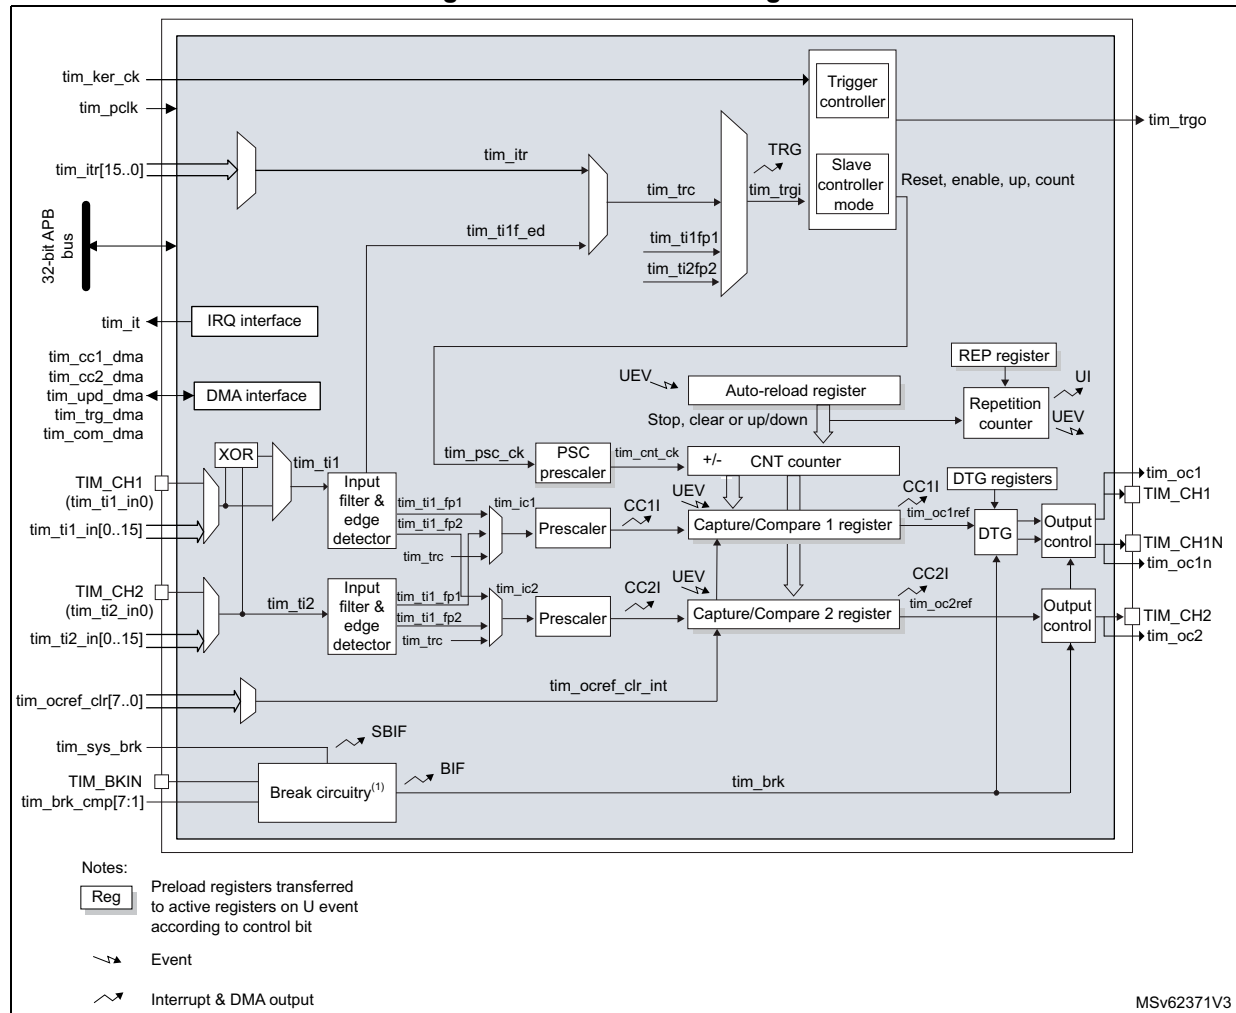 tim_ker_ck
tim_pclk
tim_itr[15..0]
32-bit APB
bus
tim_it
IRQ interface
tim_cc1_dma
tim_cc2_dma
tim_upd_dma
tim_trg_dma
tim_com_dma
DMA interface
tim_itr
tim_ti1f_ed
tim_trc
tim_ti1fp1
tim_ti2fp2
TRG
tim_trgi
Trigger
controller
Slave
controller
mode
tim_trgo
Reset, enable, up, count
REP register
UEV
Auto-reload register
Stop, clear or up/down
Repetition
counter
UI
UEV
XOR
tim_ti1
TIM_CH1
(tim_ti1_in0)
tim_ti1_in[0..15]
Input
filter &
edge
detector
tim_psc_ck
PSC
prescaler
tim_cnt_ck
+/-
CNT counter
tim_ti1_fp1
tim_ti1_fp2
tim_trc
tim_ic1
Prescaler
CC1I
UEV
Capture/Compare 1 register
CC1I
tim_oc1ref
DTG registers
DTG
Output
control
tim_oc1
TIM_CH1
TIM_CH1N
tim_oc1n
TIM_CH2
(tim_ti2_in0)
tim_ti2_in[0..15]
tim_ti2
Input
filter &
edge
detector
tim_ti1_fp1
tim_ti1_fp2
tim_trc
tim_ic2
Prescaler
CC2I
UEV
Capture/Compare 2 register
CC2I
tim_oc2ref
Output
control
TIM_CH2
tim_oc2
tim_ocref_clr[7..0]
tim_ocref_clr_int
tim_sys_brk
SBIF
TIM_BKIN
tim_brk_cmp[7:1]
Break circuitry(1)
BIF
tim_brk
Notes:
Reg
Preload registers transferred
to active registers on U event
according to control bit
Event
Interrupt & DMA output
MSv62371V3